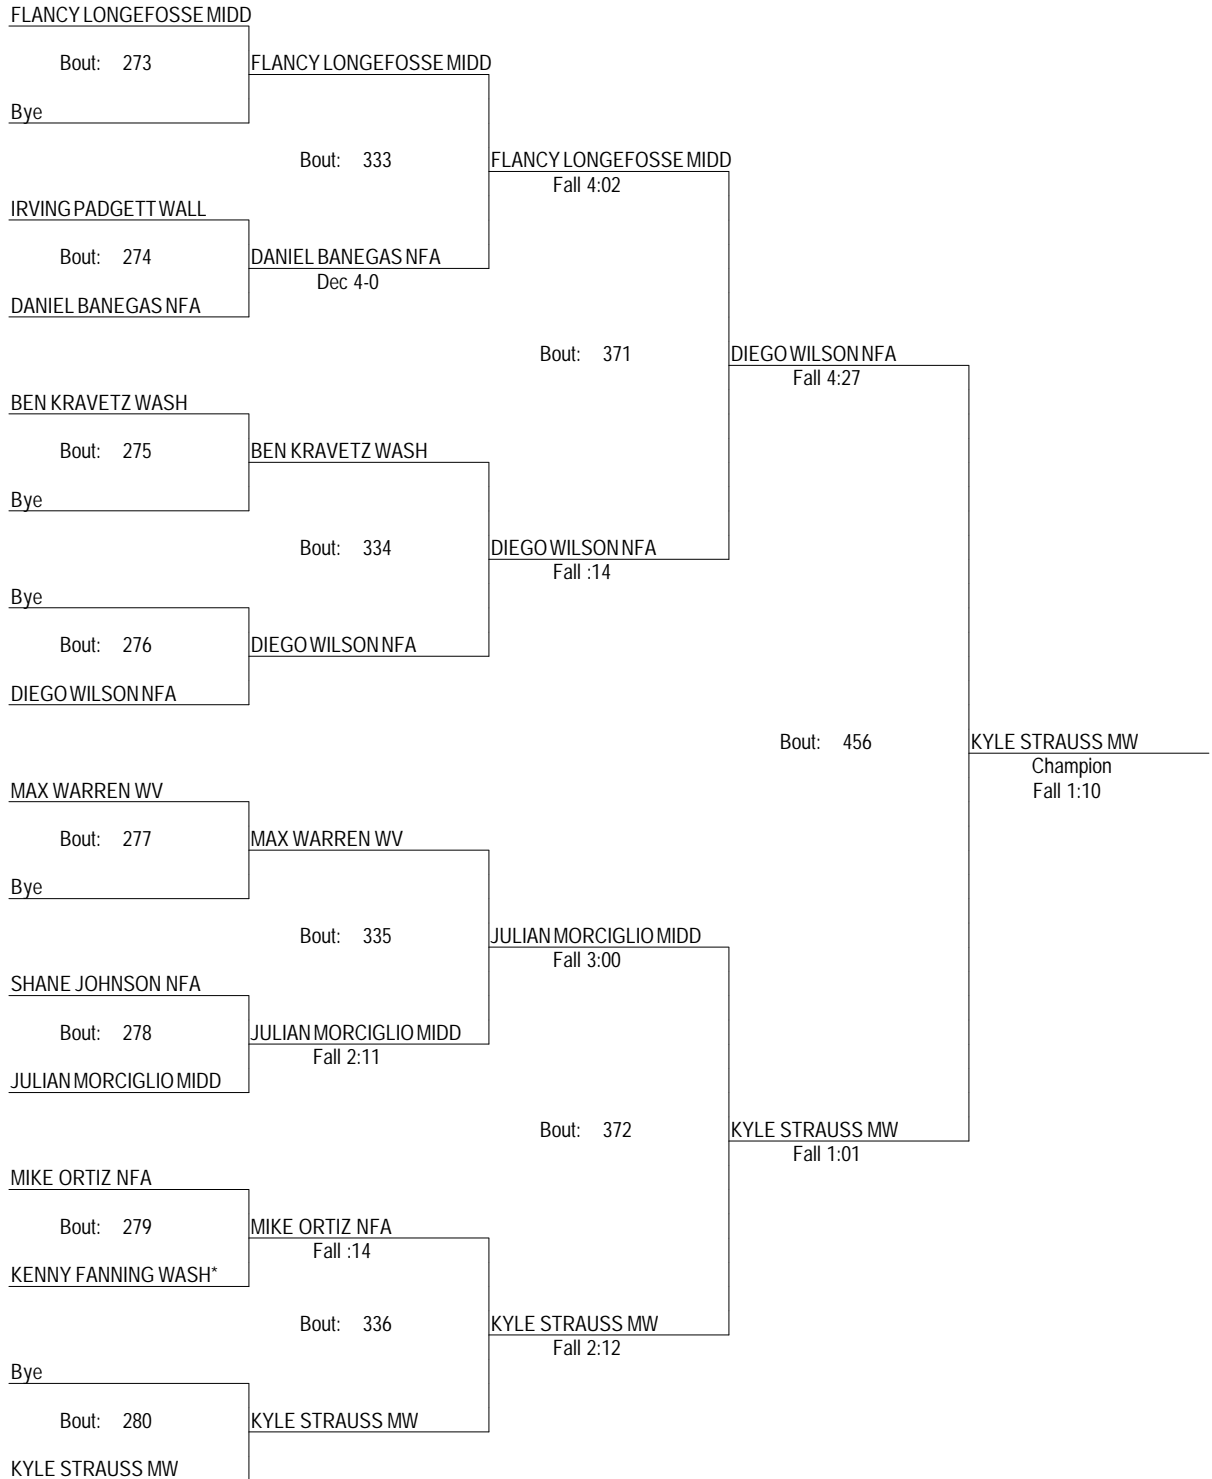 FLANCY LONGEFOSSE MIDD
Bout: 273 FLANCY LONGEFOSSE MIDD
Bye
Bout: 333 FLANCY LONGEFOSSE MIDD
Fall 4:02
IRVING PADGETT WALL
Bout: 274 DANIEL BANEGAS NFA
Dec 4-0
DANIEL BANEGAS NFA
Bout: 371 DIEGO WILSON NFA
Fall 4:27
BEN KRAVETZ WASH
Bout: 275 BEN KRAVETZ WASH
Bye
Bout: 334 DIEGO WILSON NFA
Fall :14
Bye
Bout: 276 DIEGO WILSON NFA
DIEGO WILSON NFA
Bout: 456 KYLE STRAUSS MW
Champion
Fall 1:10
MAX WARREN WV
Bout: 277 MAX WARREN WV
Bye
Bout: 335 JULIAN MORCIGLIO MIDD
Fall 3:00
SHANE JOHNSON NFA
Bout: 278 JULIAN MORCIGLIO MIDD
Fall 2:11
JULIAN MORCIGLIO MIDD
Bout: 372 KYLE STRAUSS MW
Fall 1:01
MIKE ORTIZ NFA
Bout: 279 MIKE ORTIZ NFA
Fall :14
KENNY FANNING WASH*
Bout: 336 KYLE STRAUSS MW
Fall 2:12
Bye
Bout: 280 KYLE STRAUSS MW
KYLE STRAUSS MW